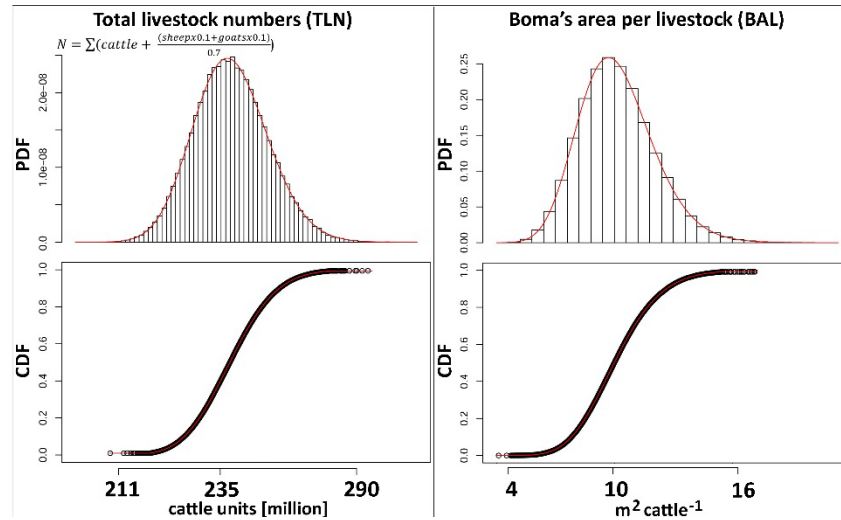 Total livestock numbers (TLN)
N = ∑(cattle + (sheepx0.1+goatsx0.1)/0.7)
PDF
0.0
1.0e-08
2.0e-08
CDF
0.0
0.2
0.4
0.6
0.8
1.0
211 235 290
cattle units [million]
Boma's area per livestock (BAL)
PDF
0.00
0.05
0.10
0.15
0.20
0.25
CDF
0.0
0.2
0.4
0.6
0.8
1.0
4 10 16
m² cattle⁻¹